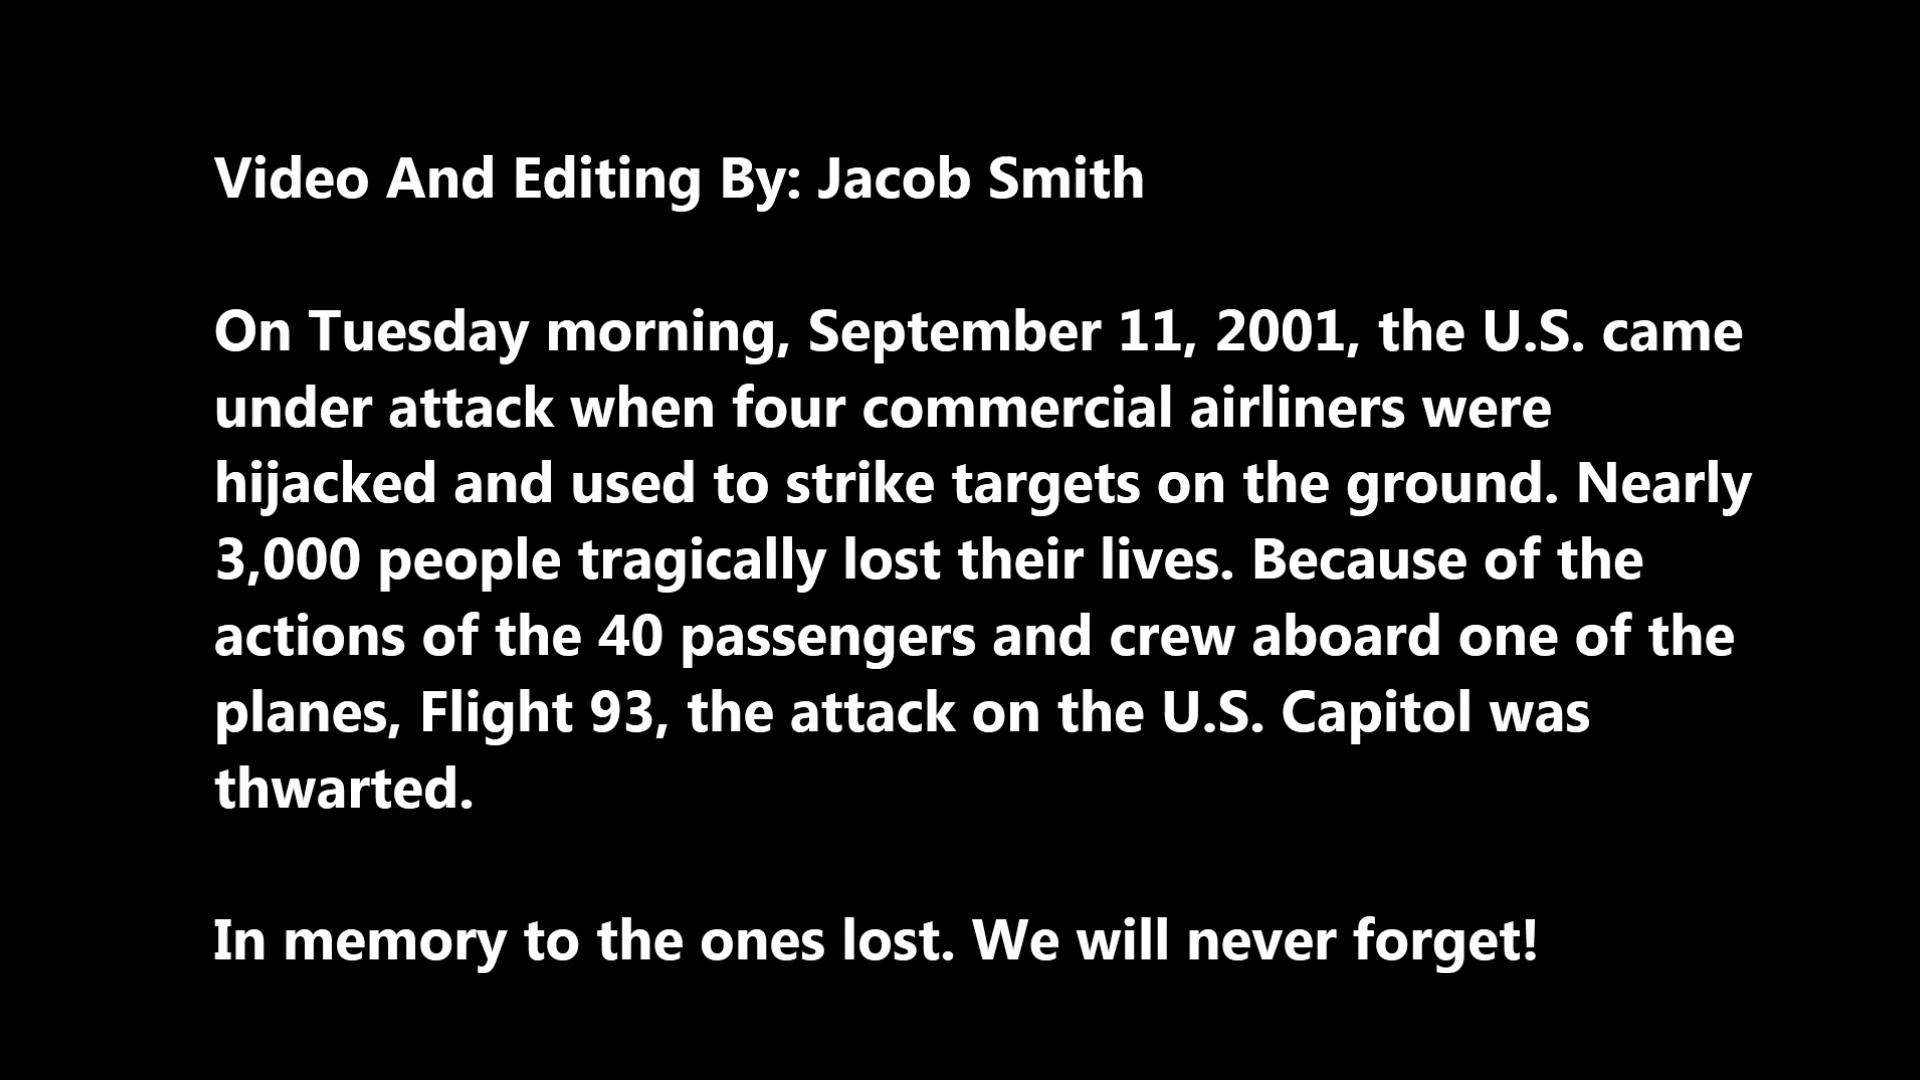 Video And Editing By: Jacob Smith
On Tuesday morning, September 11, 2001, the U.S. came
under attack when four commercial airliners were
hijacked and used to strike targets on the ground. Nearly
3,000 people tragically lost their lives. Because of the
actions of the 40 passengers and crew aboard one of the
planes, Flight 93, the attack on the U.S. Capitol was
thwarted.
In memory to the ones lost. We will never forget!